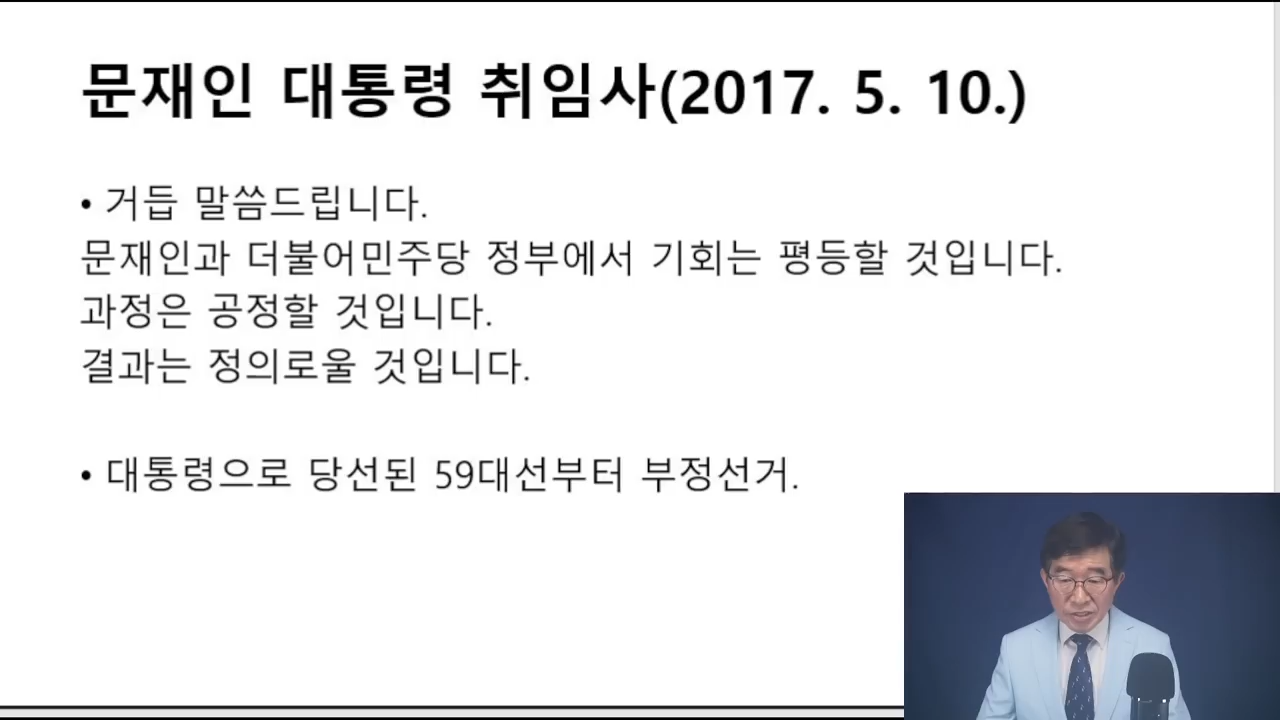 문재인 대통령 취임사(2017. 5. 10.)
• 거듭 말씀드립니다.
문재인과 더불어민주당 정부에서 기회는 평등할 것입니다.
과정은 공정할 것입니다.
결과는 정의로울 것입니다.
• 대통령으로 당선된 59대선부터 부정선거.